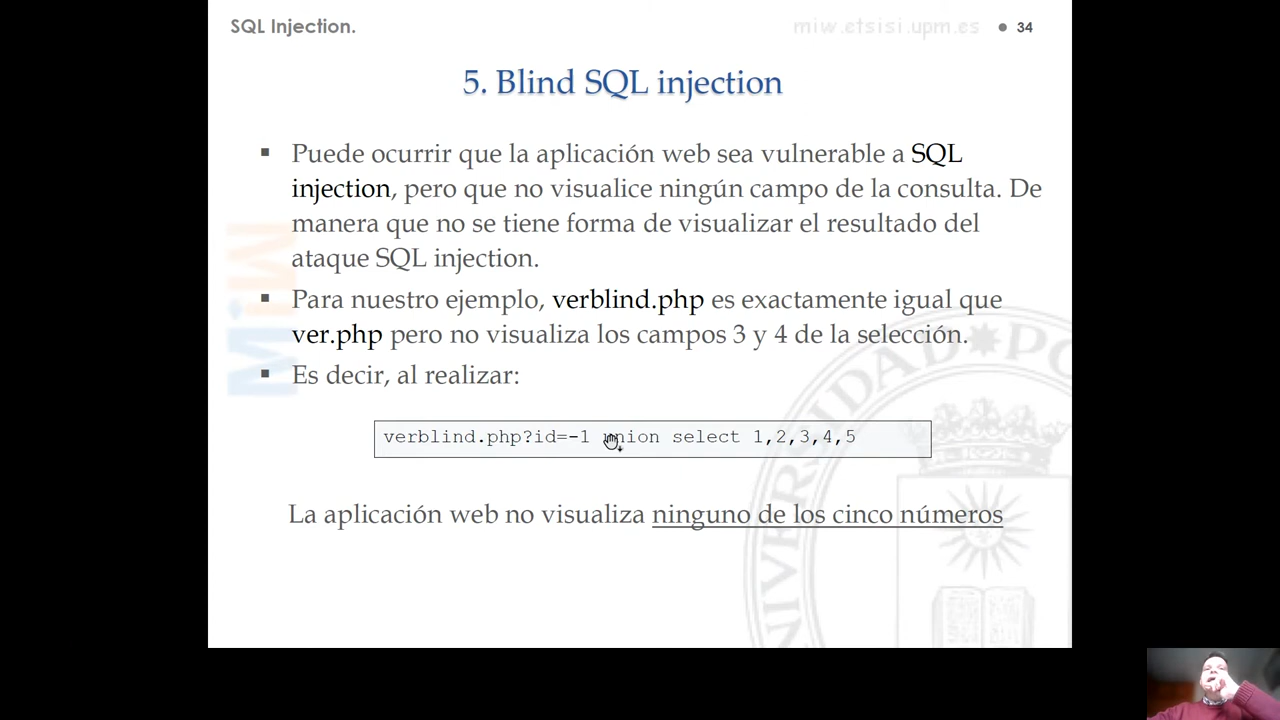 SQL Injection.
miw.etsisi.upm.es
34
5. Blind SQL injection
Puede ocurrir que la aplicación web sea vulnerable a SQL
injection, pero que no visualice ningún campo de la consulta. De
manera que no se tiene forma de visualizar el resultado del
ataque SQL injection.
Para nuestro ejemplo, verblind.php es exactamente igual que
ver.php pero no visualiza los campos 3 y 4 de la selección.
Es decir, al realizar:
verblind.php?id=-1 union select 1,2,3,4,5
La aplicación web no visualiza ninguno de los cinco números
MiW
UNIVERSIDAD PO